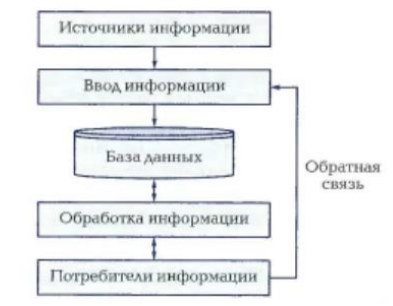 Источники информации
Ввод информации
База данных
Обратная
связь
Обработка информации
Потребители информации